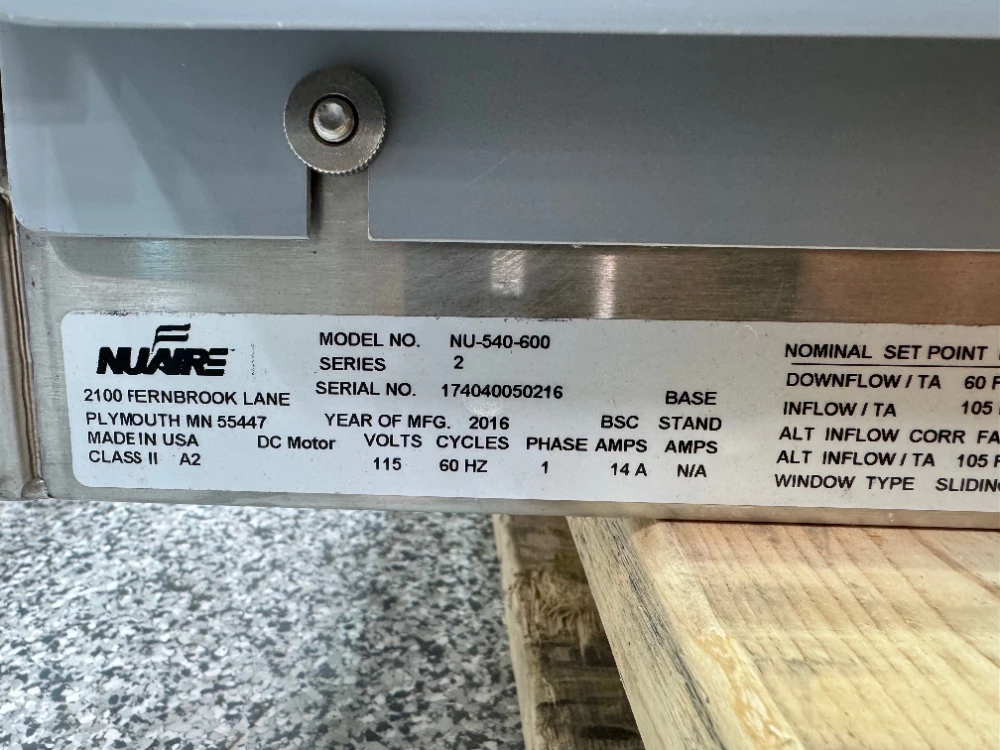 NUAIRE
2100 FERNBROOK LANE
PLYMOUTH MN 55447
MADE IN USA
CLASS II A2
MODEL NO. NU-540-600
SERIES 2
SERIAL NO. 174040050216
YEAR OF MFG. 2016
DC Motor
VOLTS CYCLES PHASE BSC AMPS BASE STAND AMPS
115 60 HZ 1 14 A N/A
NOMINAL SET POINT
DOWNFLOW / TA 60 F
INFLOW / TA 105
ALT INFLOW CORR FA
ALT INFLOW / TA 105 F
WINDOW TYPE SLIDIN